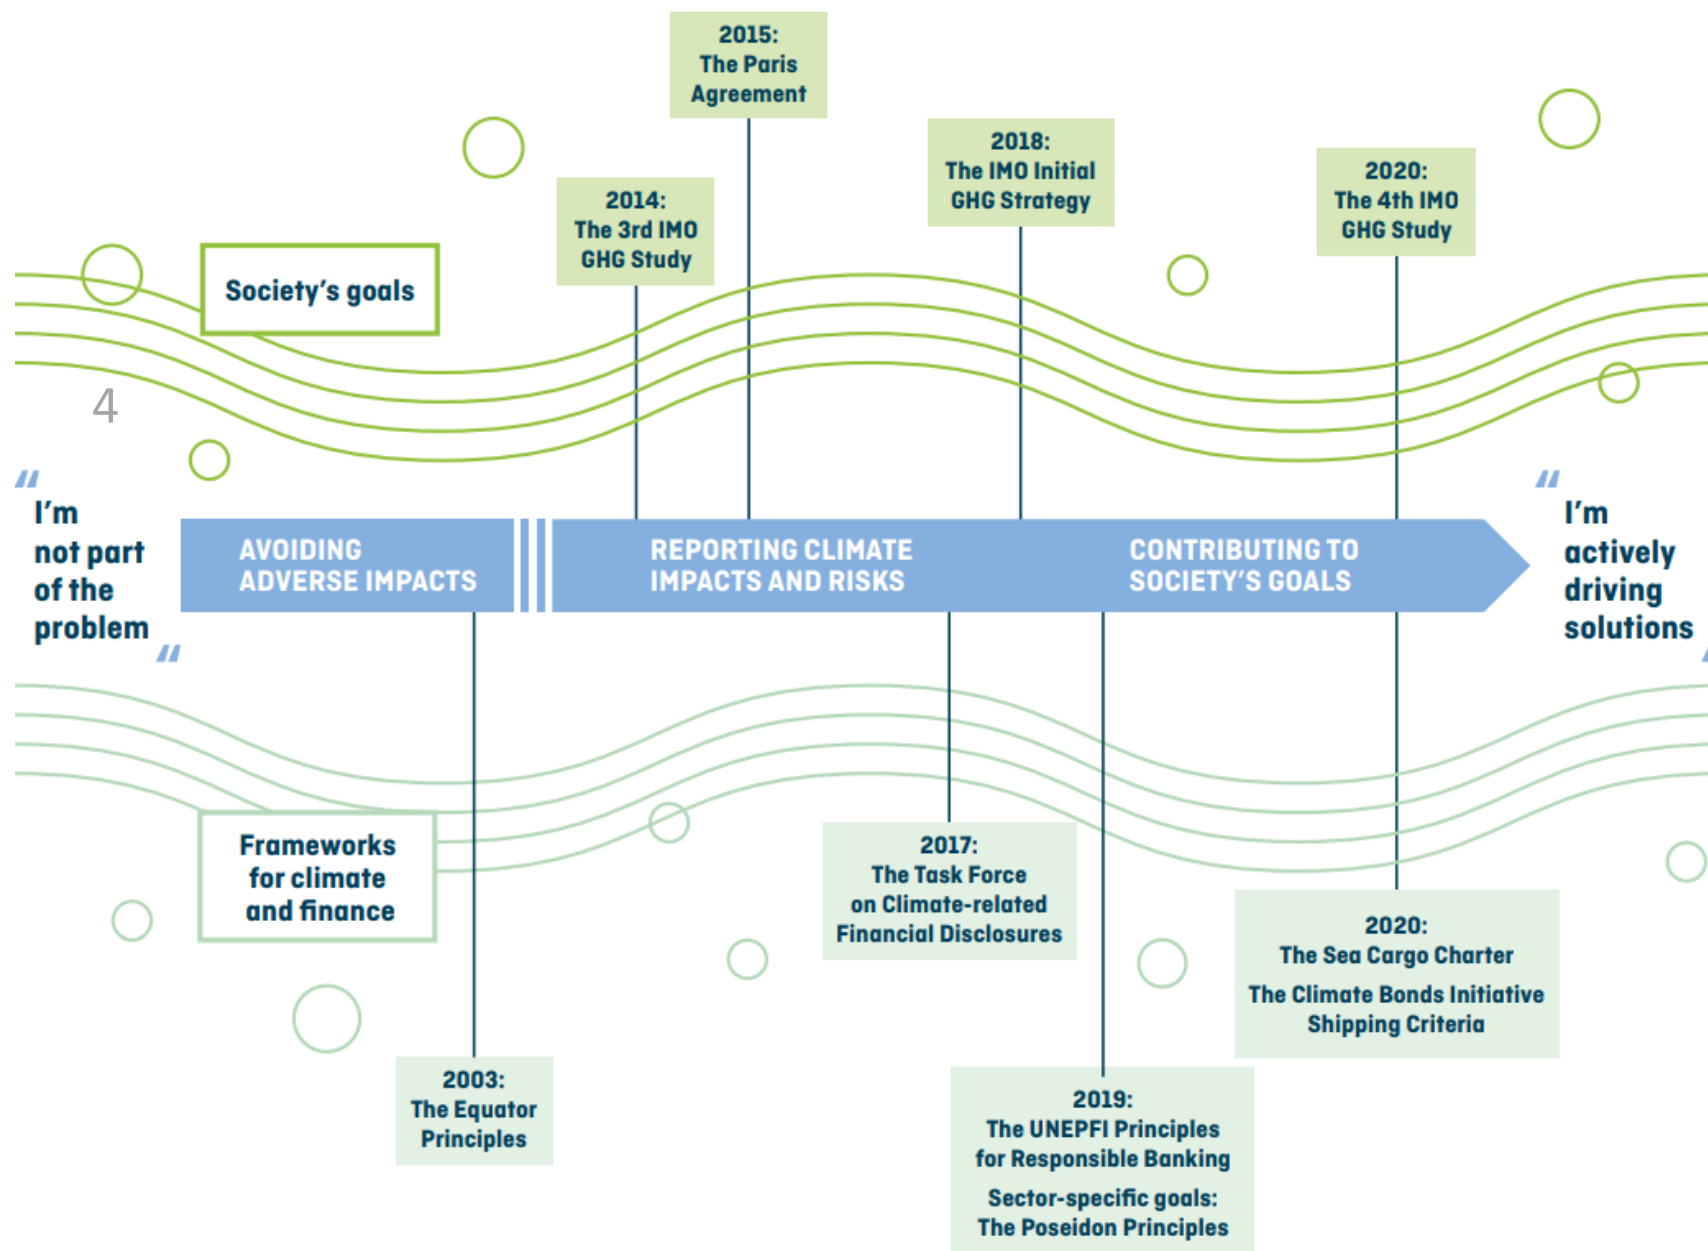 2015:
The Paris
Agreement
2018:
The IMO Initial
GHG Strategy
2020:
The 4th IMO
GHG Study
2014:
The 3rd IMO
GHG Study
Society’s goals
4
“
I’m
not part
of the
problem
“
AVOIDING
ADVERSE IMPACTS
REPORTING CLIMATE
IMPACTS AND RISKS
CONTRIBUTING TO
SOCIETY’S GOALS
“
I’m
actively
driving
solutions
Frameworks
for climate
and finance
2017:
The Task Force
on Climate-related
Financial Disclosures
2020:
The Sea Cargo Charter
The Climate Bonds Initiative
Shipping Criteria
2003:
The Equator
Principles
2019:
The UNEPFI Principles
for Responsible Banking
Sector-specific goals:
The Poseidon Principles